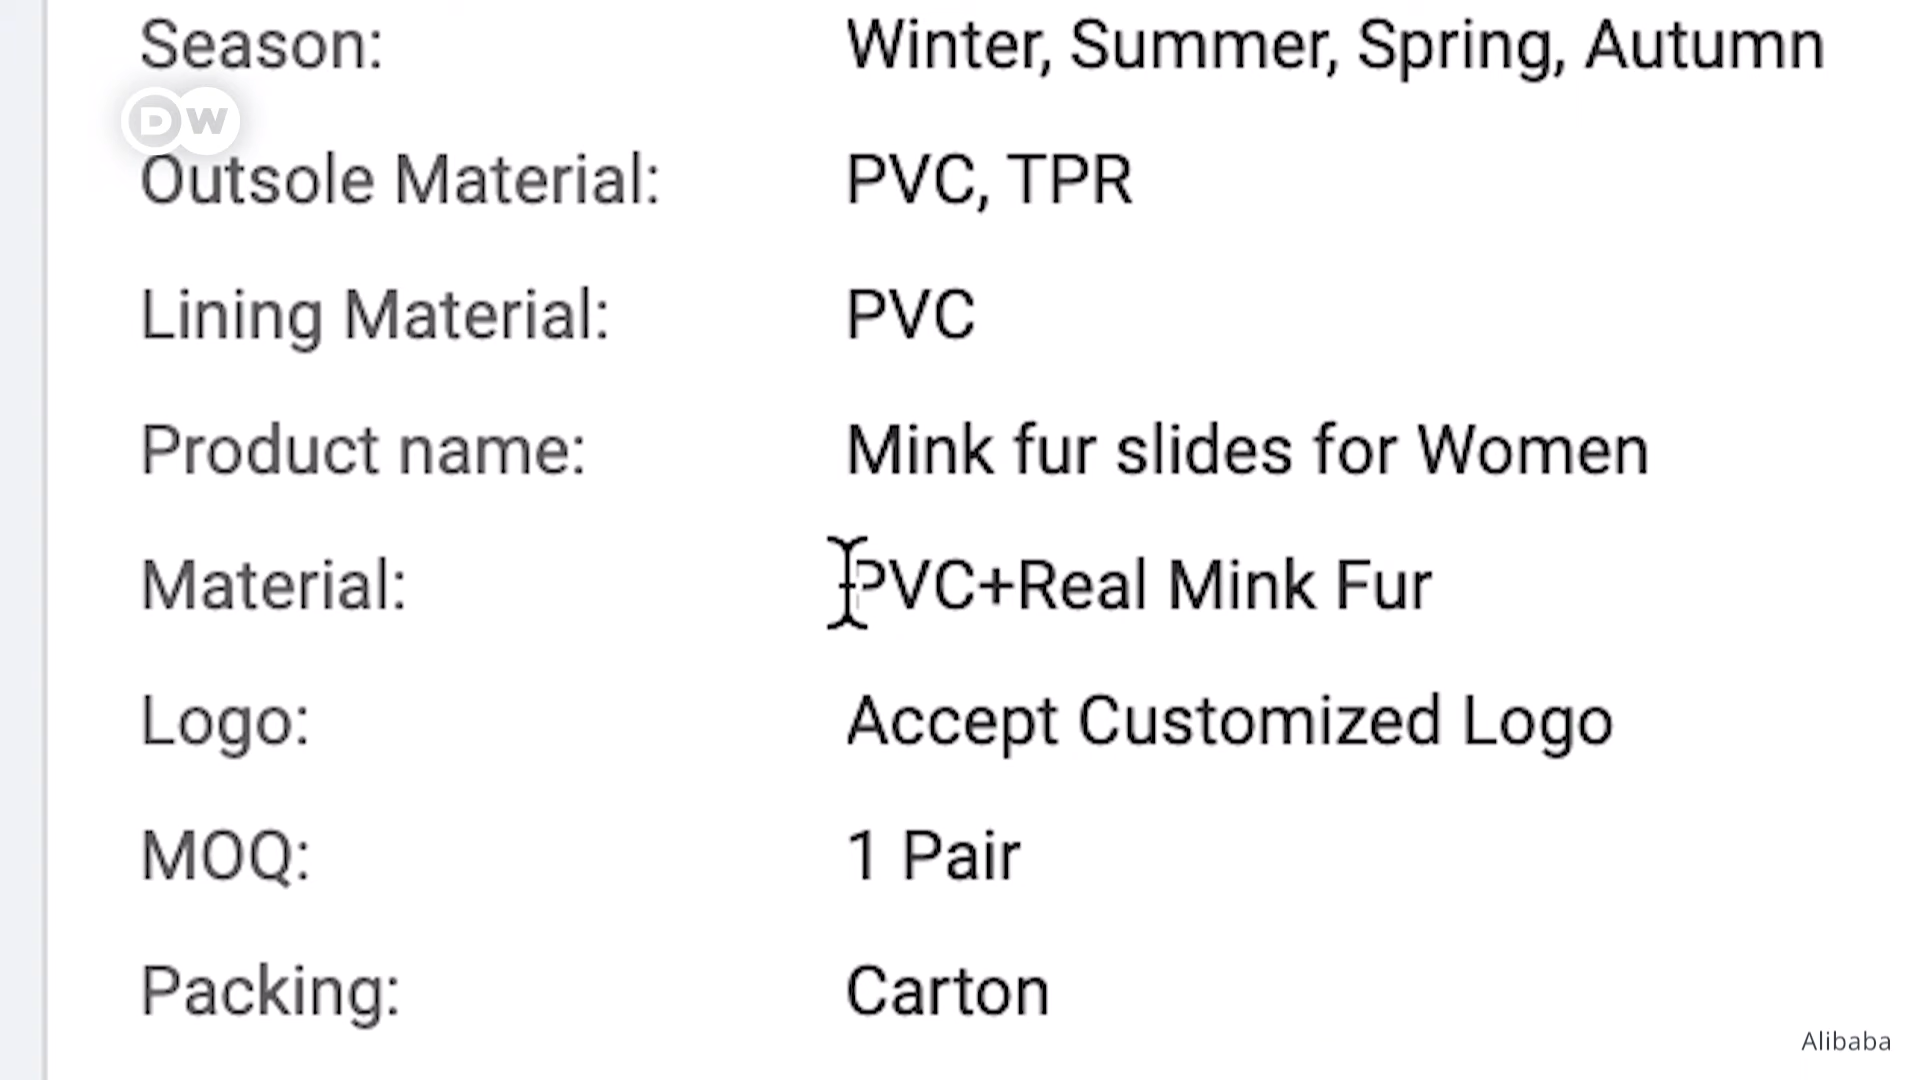 Season: Winter, Summer, Spring, Autumn
DW
Outsole Material: PVC, TPR
Lining Material: PVC
Product name: Mink fur slides for Women
Material: PVC+Real Mink Fur
Logo: Accept Customized Logo
MOQ: 1 Pair
Packing: Carton
Alibaba